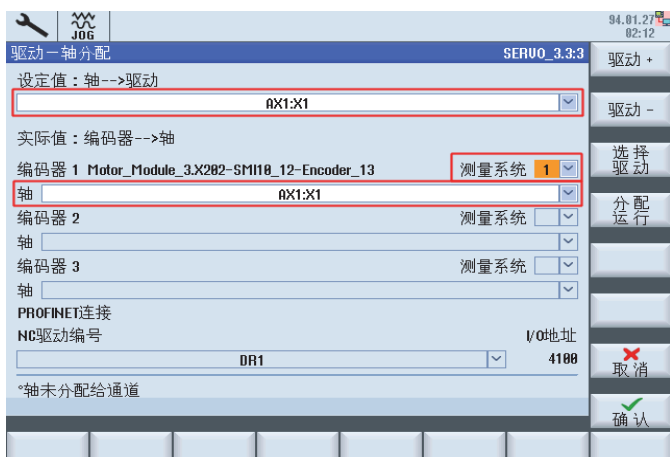 JOG
94.01.27
02:12
驱动－轴分配 SERVO_3.3:3
设定值：轴-->驱动
AX1:X1
实际值：编码器-->轴
编码器 1 Motor_Module_3.X202-SMI10_12-Encoder_13 测量系统 1
轴 AX1:X1
编码器 2 测量系统
轴
编码器 3 测量系统
轴
PROFINET连接
NC驱动编号 I/O地址
DR1 4100
°轴未分配给通道
驱动 +
驱动 -
选择
驱动
分配
运行
取消
确认